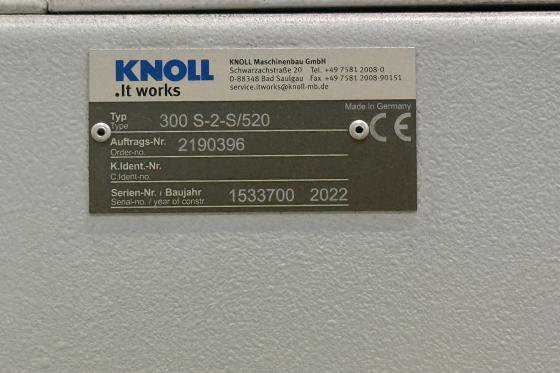 KNOLL
.It works
KNOLL Maschinenbau GmbH
Schwarzachstraße 20 Tel. +49 7581 2008-0
D-88348 Bad Saulgau Fax +49 7581 2008-90151
service.itworks@knoll-mb.de
Made in Germany
CE
Typ
Type
300 S-2-S/520
Auftrags-Nr.
Order-no.
2190396
K.Ident.-Nr.
C.Ident-no.
Serien-Nr. / Baujahr
Serial-no. / year of constr.
1533700 2022